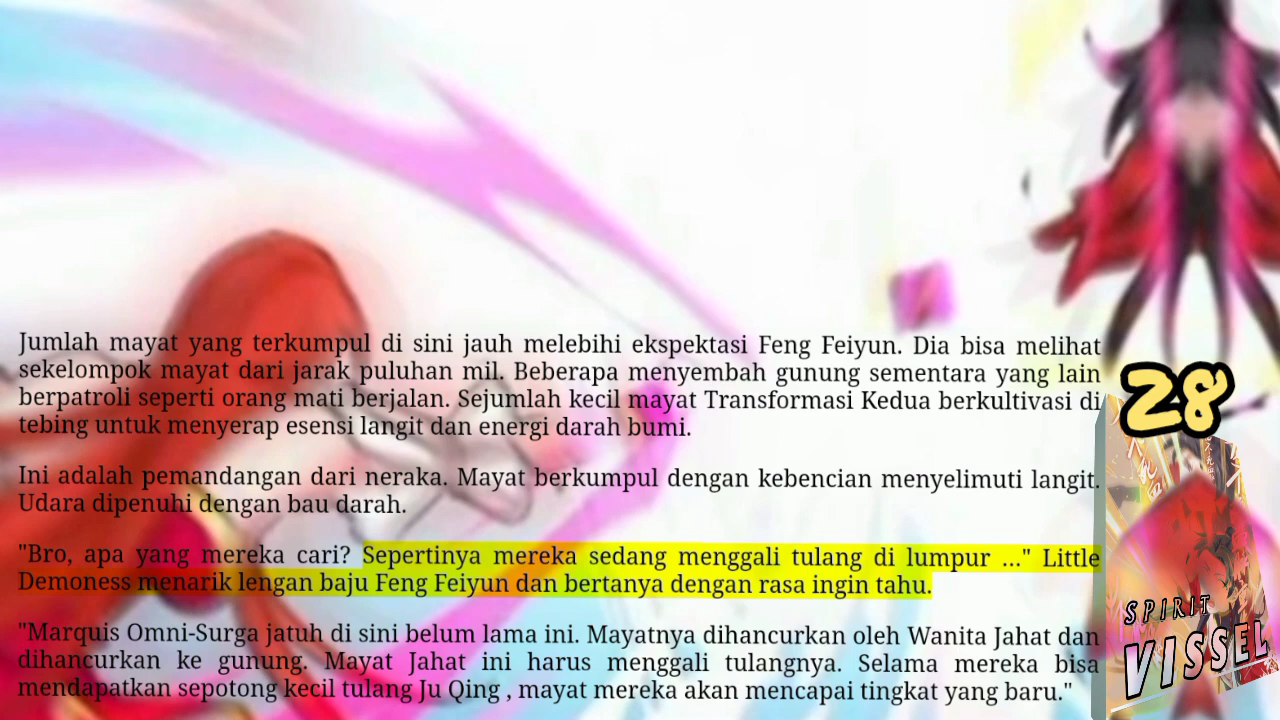 Jumlah mayat yang terkumpul di sini jauh melebihi ekspektasi Feng Feiyun. Dia bisa melihat
sekelompok mayat dari jarak puluhan mil. Beberapa menyembah gunung sementara yang lain
berpatroli seperti orang mati berjalan. Sejumlah kecil mayat Transformasi Kedua berkultivasi di
tebing untuk menyerap esensi langit dan energi darah bumi.
Ini adalah pemandangan dari neraka. Mayat berkumpul dengan kebencian menyelimuti langit.
Udara dipenuhi dengan bau darah.
"Bro, apa yang mereka cari? Sepertinya mereka sedang menggali tulang di lumpur ..." Little
Demoness menarik lengan baju Feng Feiyun dan bertanya dengan rasa ingin tahu.
"Marquis Omni-Surga jatuh di sini belum lama ini. Mayatnya dihancurkan oleh Wanita Jahat dan
dihancurkan ke gunung. Mayat Jahat ini harus menggali tulangnya. Selama mereka bisa
mendapatkan sepotong kecil tulang Ju Qing , mayat mereka akan mencapai tingkat yang baru."
28
SPIRIT
VISSEL